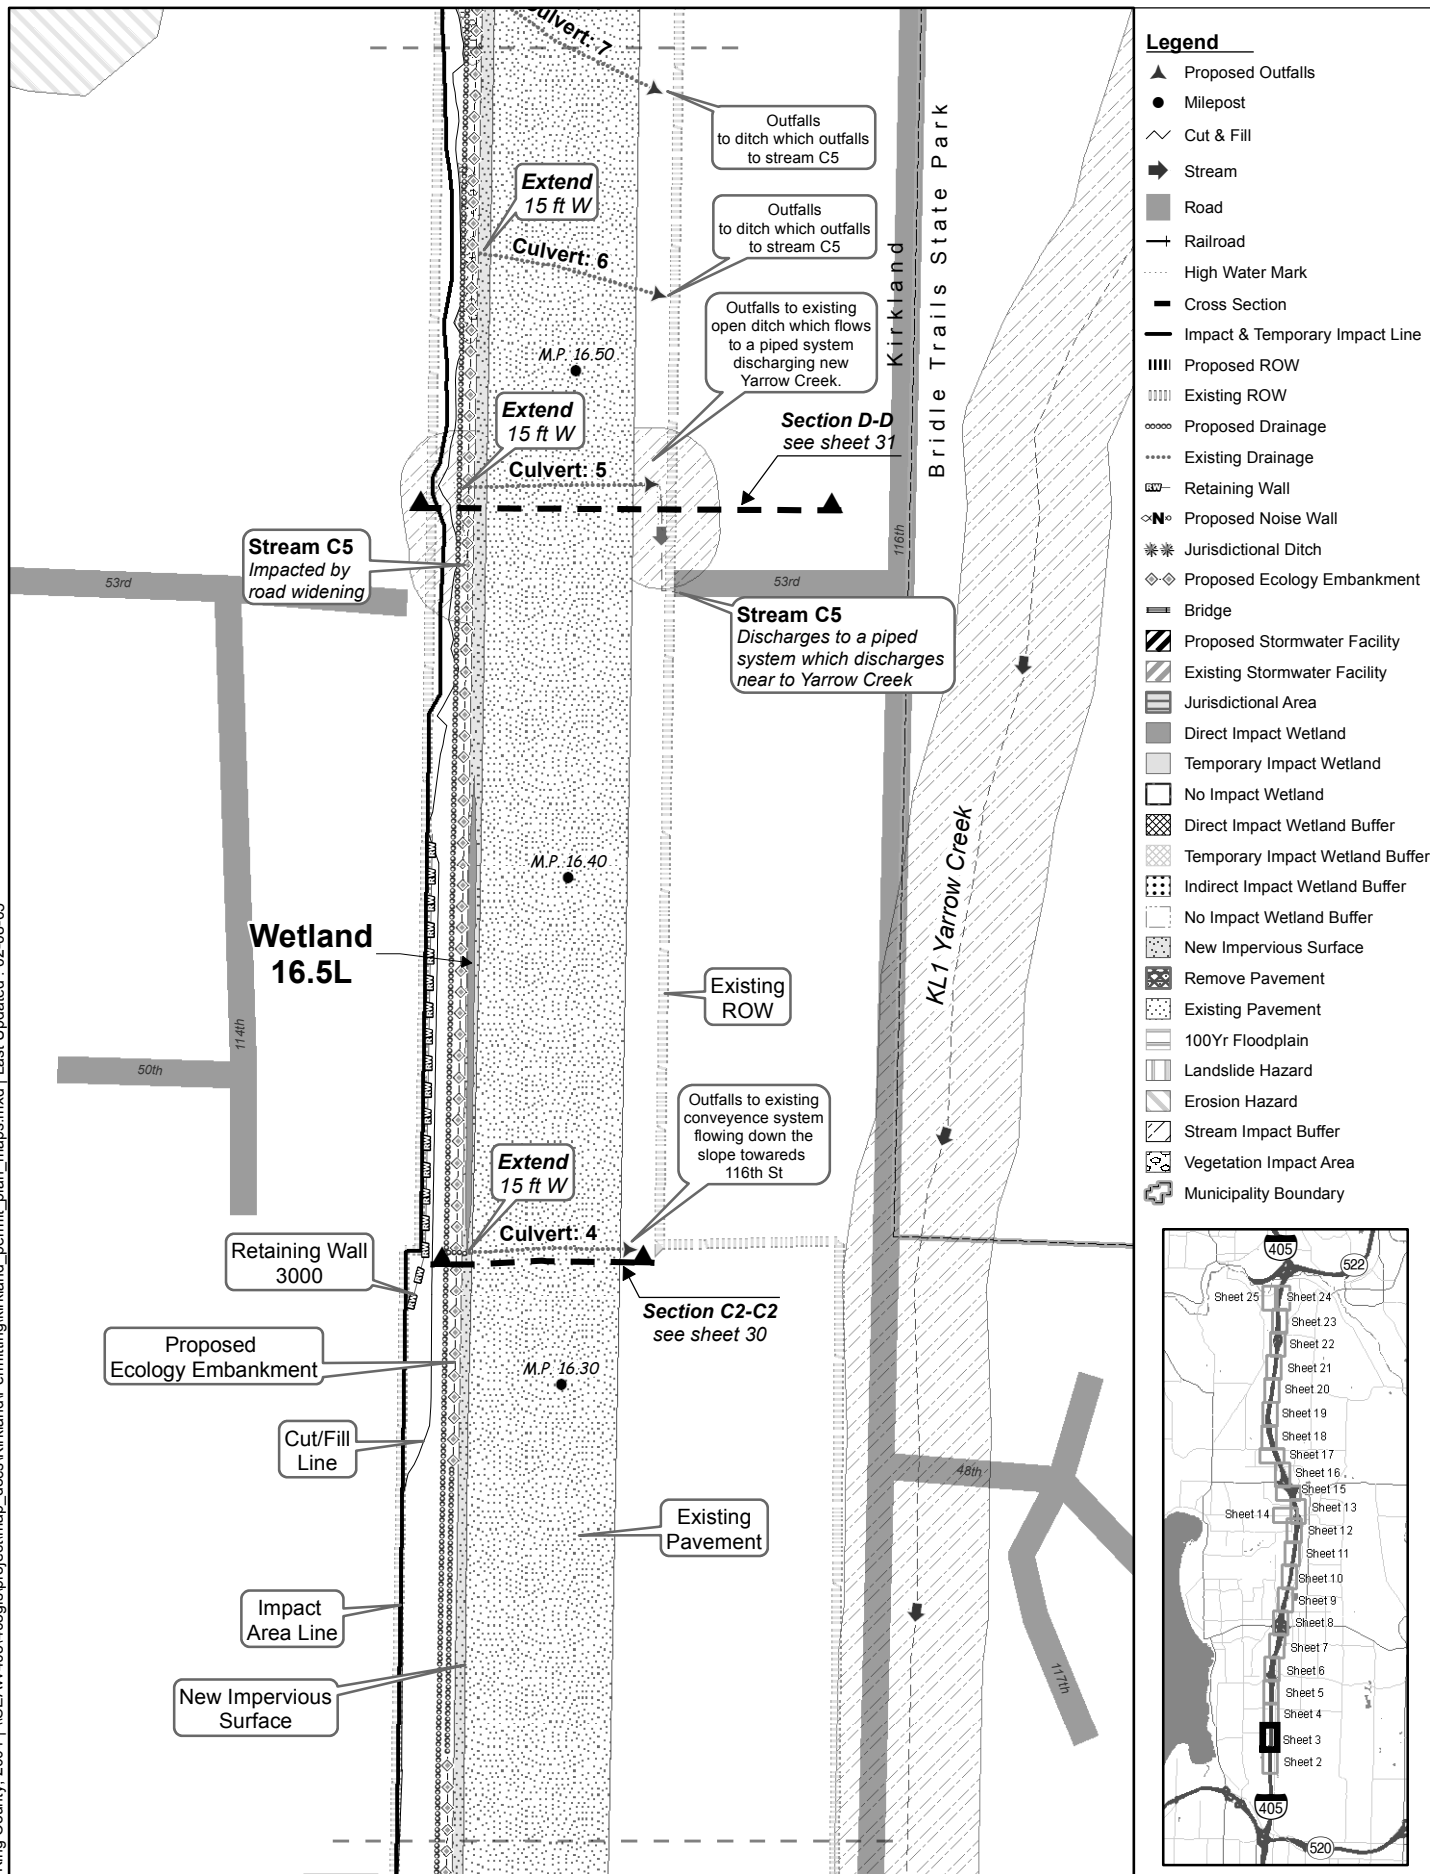 Culvert: 7
Outfalls
to ditch which outfalls
to stream C5
Extend
15 ft W
Outfalls
to ditch which outfalls
to stream C5
Culvert: 6
Kirkland
Bridle Trails State Park
Outfalls to existing
open ditch which flows
to a piped system
discharging new
Yarrow Creek.
M.P. 16.50
Extend
15 ft W
Section D-D
see sheet 31
Culvert: 5
116th
Stream C5
Impacted by
road widening
53rd
53rd
Stream C5
Discharges to a piped
system which discharges
near to Yarrow Creek
M.P. 16.40
KL1 Yarrow Creek
Wetland
16.5L
Existing
ROW
114th
50th
Outfalls to existing
conveyence system
flowing down the
slope towareds
116th St
Extend
15 ft W
Culvert: 4
Retaining Wall
3000
RW
Section C2-C2
see sheet 30
Proposed
Ecology Embankment
M.P. 16.30
Cut/Fill
Line
48th
Existing
Pavement
Impact
Area Line
117th
New Impervious
Surface
Legend
Proposed Outfalls
Milepost
Cut & Fill
Stream
Road
Railroad
High Water Mark
Cross Section
Impact & Temporary Impact Line
Proposed ROW
Existing ROW
Proposed Drainage
Existing Drainage
RW Retaining Wall
N Proposed Noise Wall
Jurisdictional Ditch
Proposed Ecology Embankment
Bridge
Proposed Stormwater Facility
Existing Stormwater Facility
Jurisdictional Area
Direct Impact Wetland
Temporary Impact Wetland
No Impact Wetland
Direct Impact Wetland Buffer
Temporary Impact Wetland Buffer
Indirect Impact Wetland Buffer
No Impact Wetland Buffer
New Impervious Surface
Remove Pavement
Existing Pavement
100Yr Floodplain
Landslide Hazard
Erosion Hazard
Stream Impact Buffer
Vegetation Impact Area
Municipality Boundary
405
522
Sheet 25
Sheet 24
Sheet 23
Sheet 22
Sheet 21
Sheet 20
Sheet 19
Sheet 18
Sheet 17
Sheet 16
Sheet 15
Sheet 13
Sheet 14
Sheet 12
Sheet 11
Sheet 10
Sheet 9
Sheet 8
Sheet 7
Sheet 6
Sheet 5
Sheet 4
Sheet 3
Sheet 2
405
520